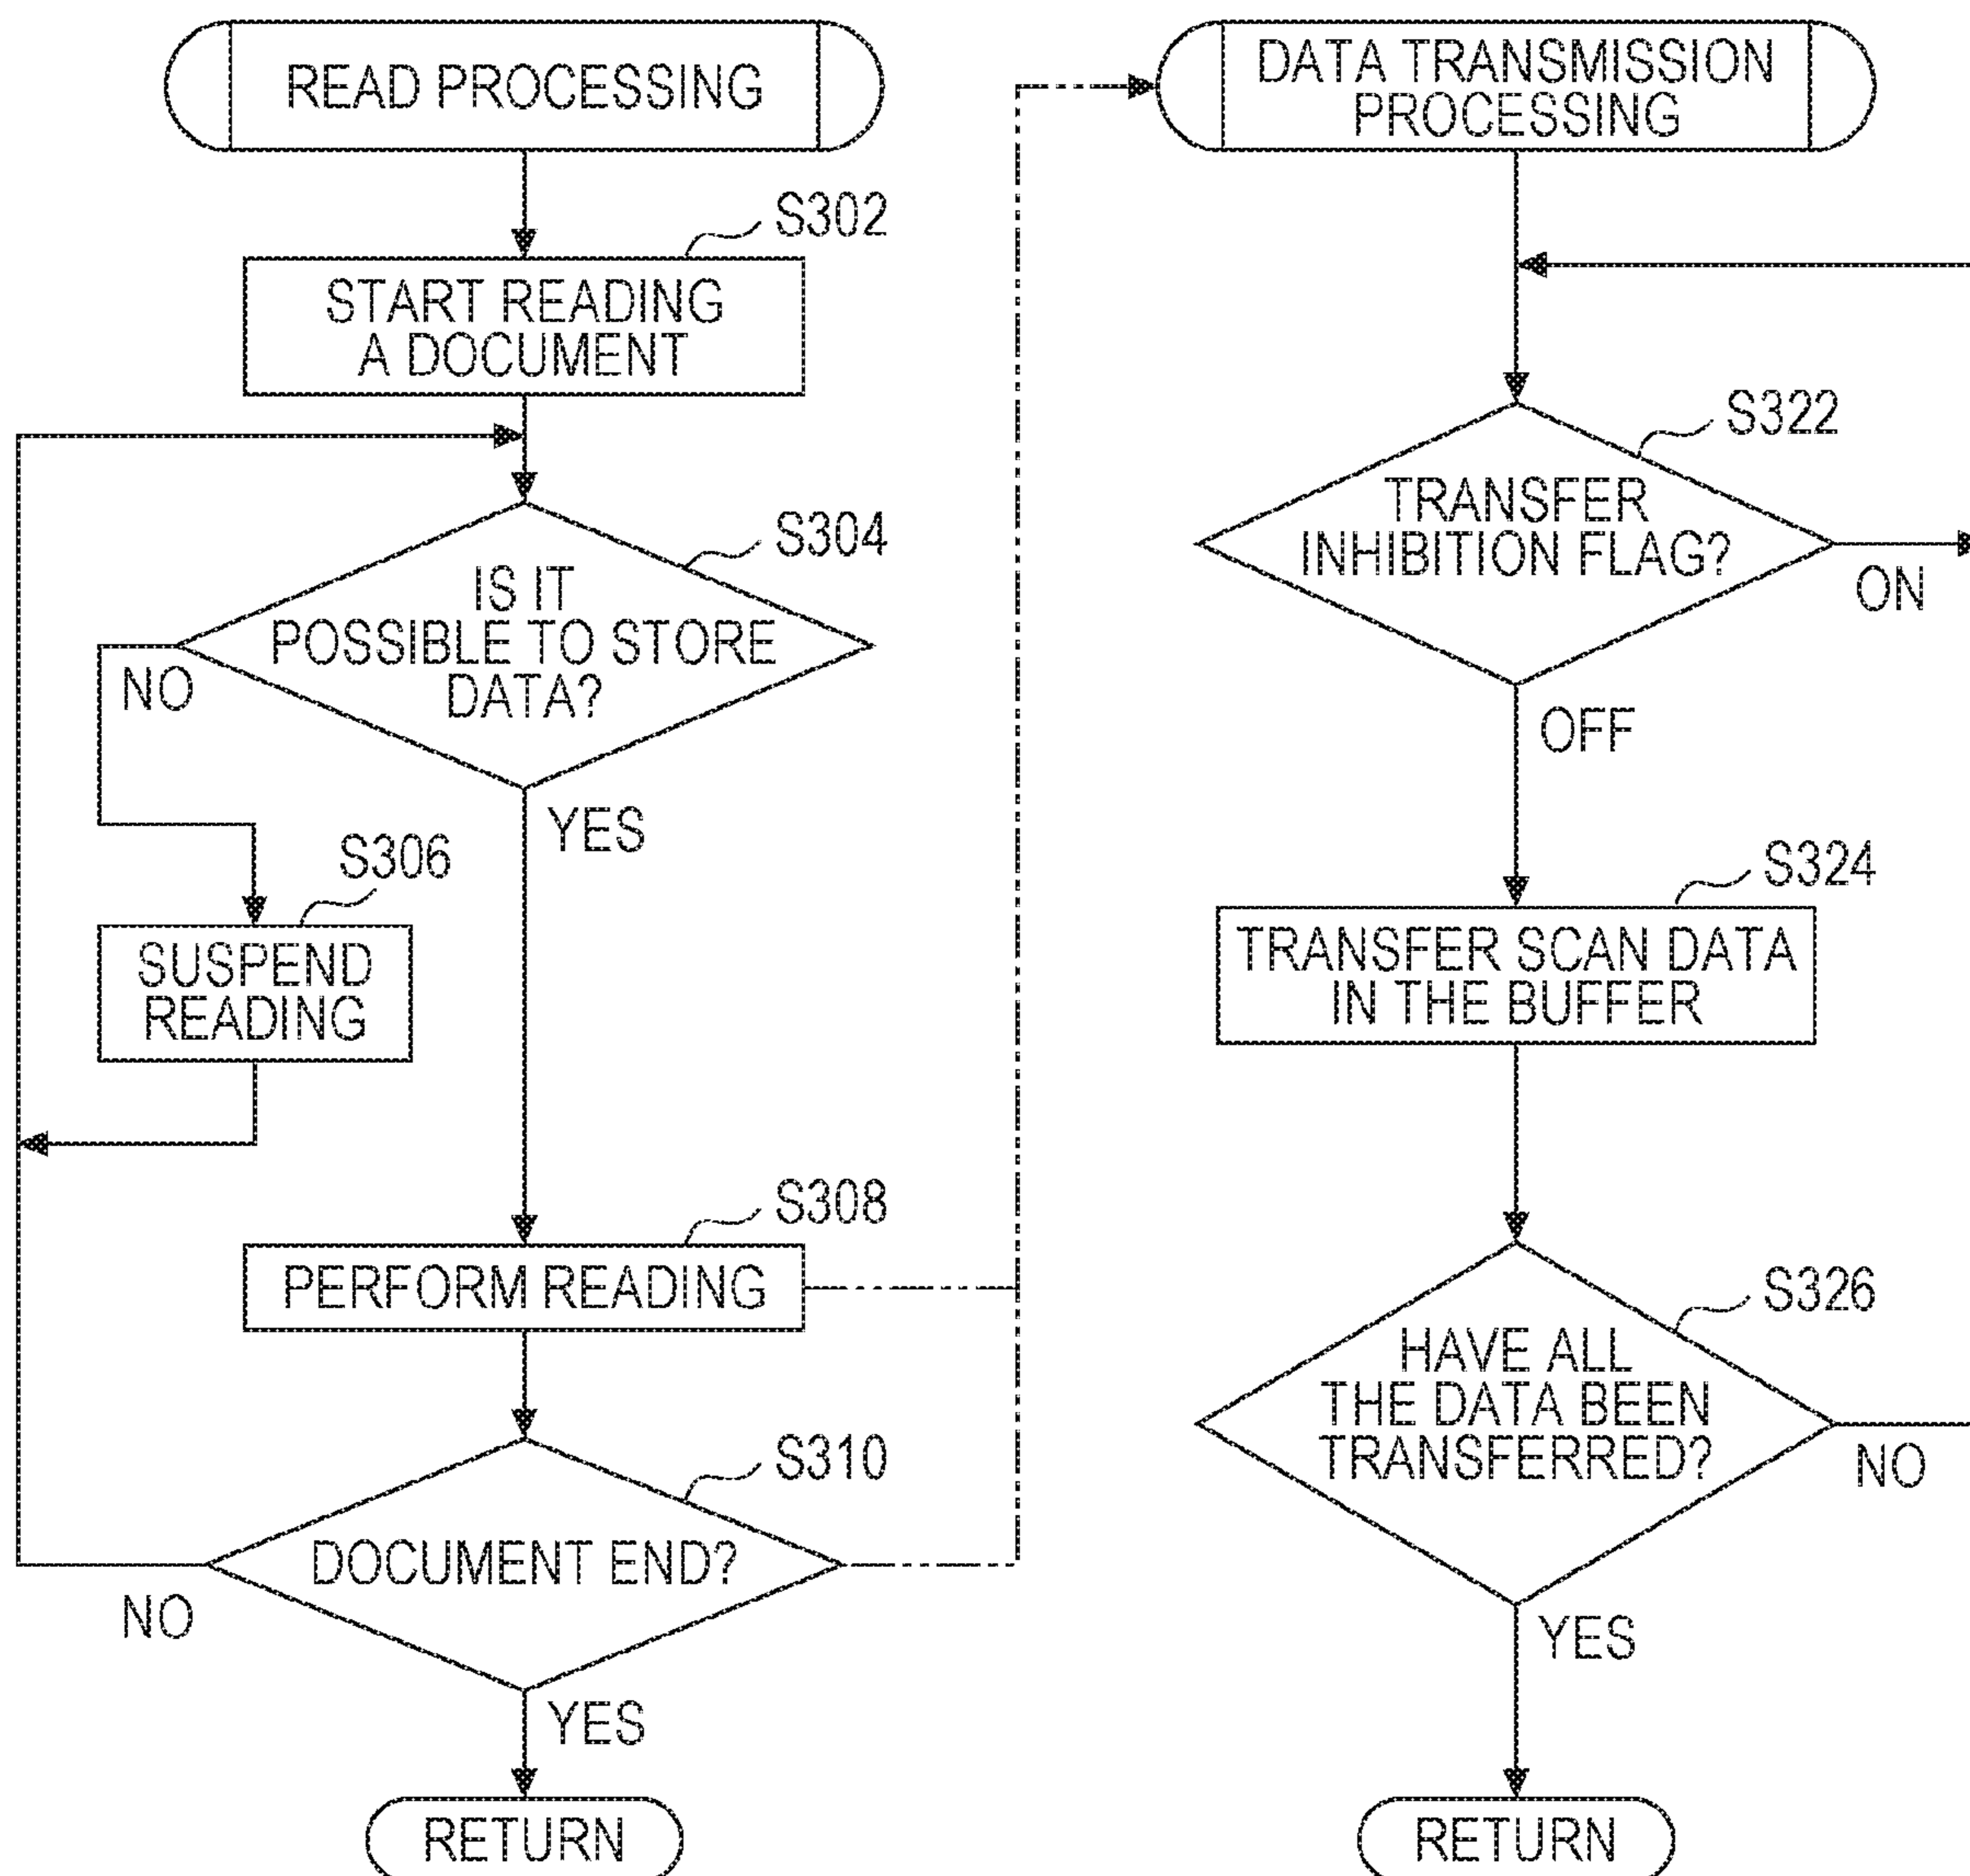 READ PROCESSING
S302
START READING
A DOCUMENT
S304
IS IT
POSSIBLE TO STORE
DATA?
NO
YES
S306
SUSPEND
READING
S308
PERFORM READING
S310
DOCUMENT END?
NO
YES
RETURN
DATA TRANSMISSION
PROCESSING
S322
TRANSFER
INHIBITION FLAG?
ON
OFF
S324
TRANSFER SCAN DATA
IN THE BUFFER
S326
HAVE ALL
THE DATA BEEN
TRANSFERRED?
NO
YES
RETURN